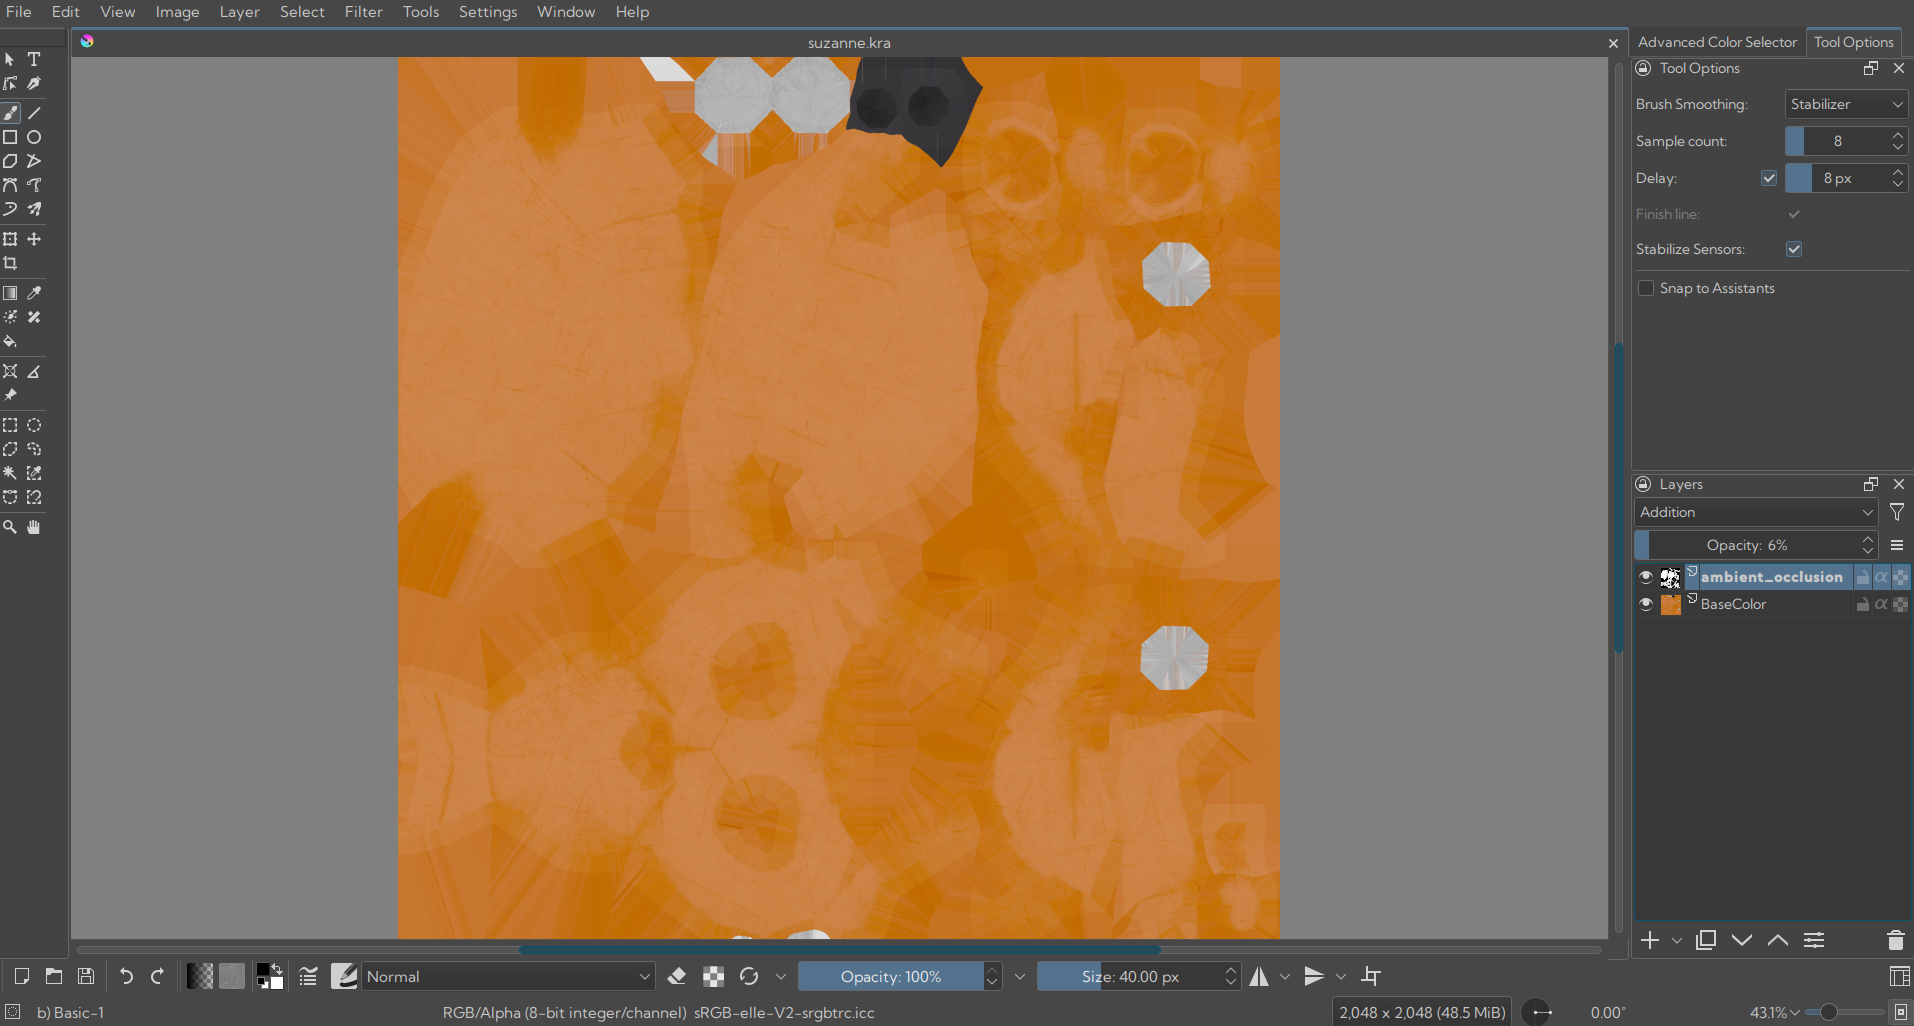 File Edit View Image Layer Select Filter Tools Settings Window Help
suzanne.kra
Advanced Color Selector Tool Options
Tool Options
Brush Smoothing: Stabilizer
Sample count: 8
Delay: 8 px
Finish line:
Stabilize Sensors:
Snap to Assistants
Layers
Addition
Opacity: 6%
ambient_occlusion
BaseColor
Normal Opacity: 100% Size: 40.00 px
b) Basic-1 RGB/Alpha (8-bit integer/channel) sRGB-elle-V2-srgbtrc.icc 2,048 x 2,048 (48.5 MiB) 0.00° 43.1%